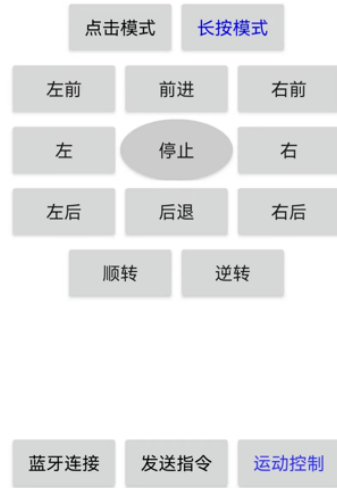 点击模式 长按模式
左前 前进 右前
左 停止 右
左后 后退 右后
顺转 逆转
蓝牙连接 发送指令 运动控制